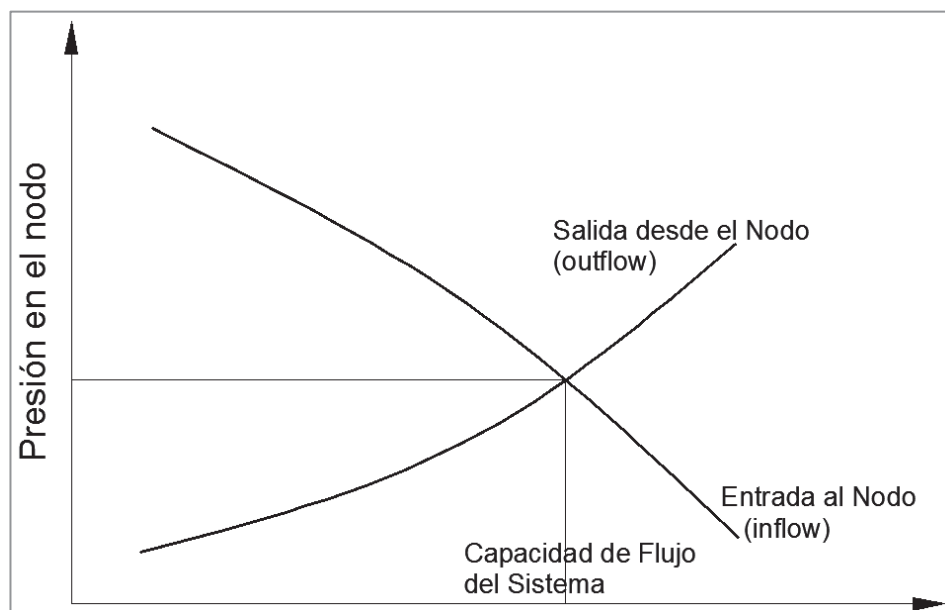 Presión en el nodo
Salida desde el Nodo
(outflow)
Entrada al Nodo
(inflow)
Capacidad de Flujo
del Sistema